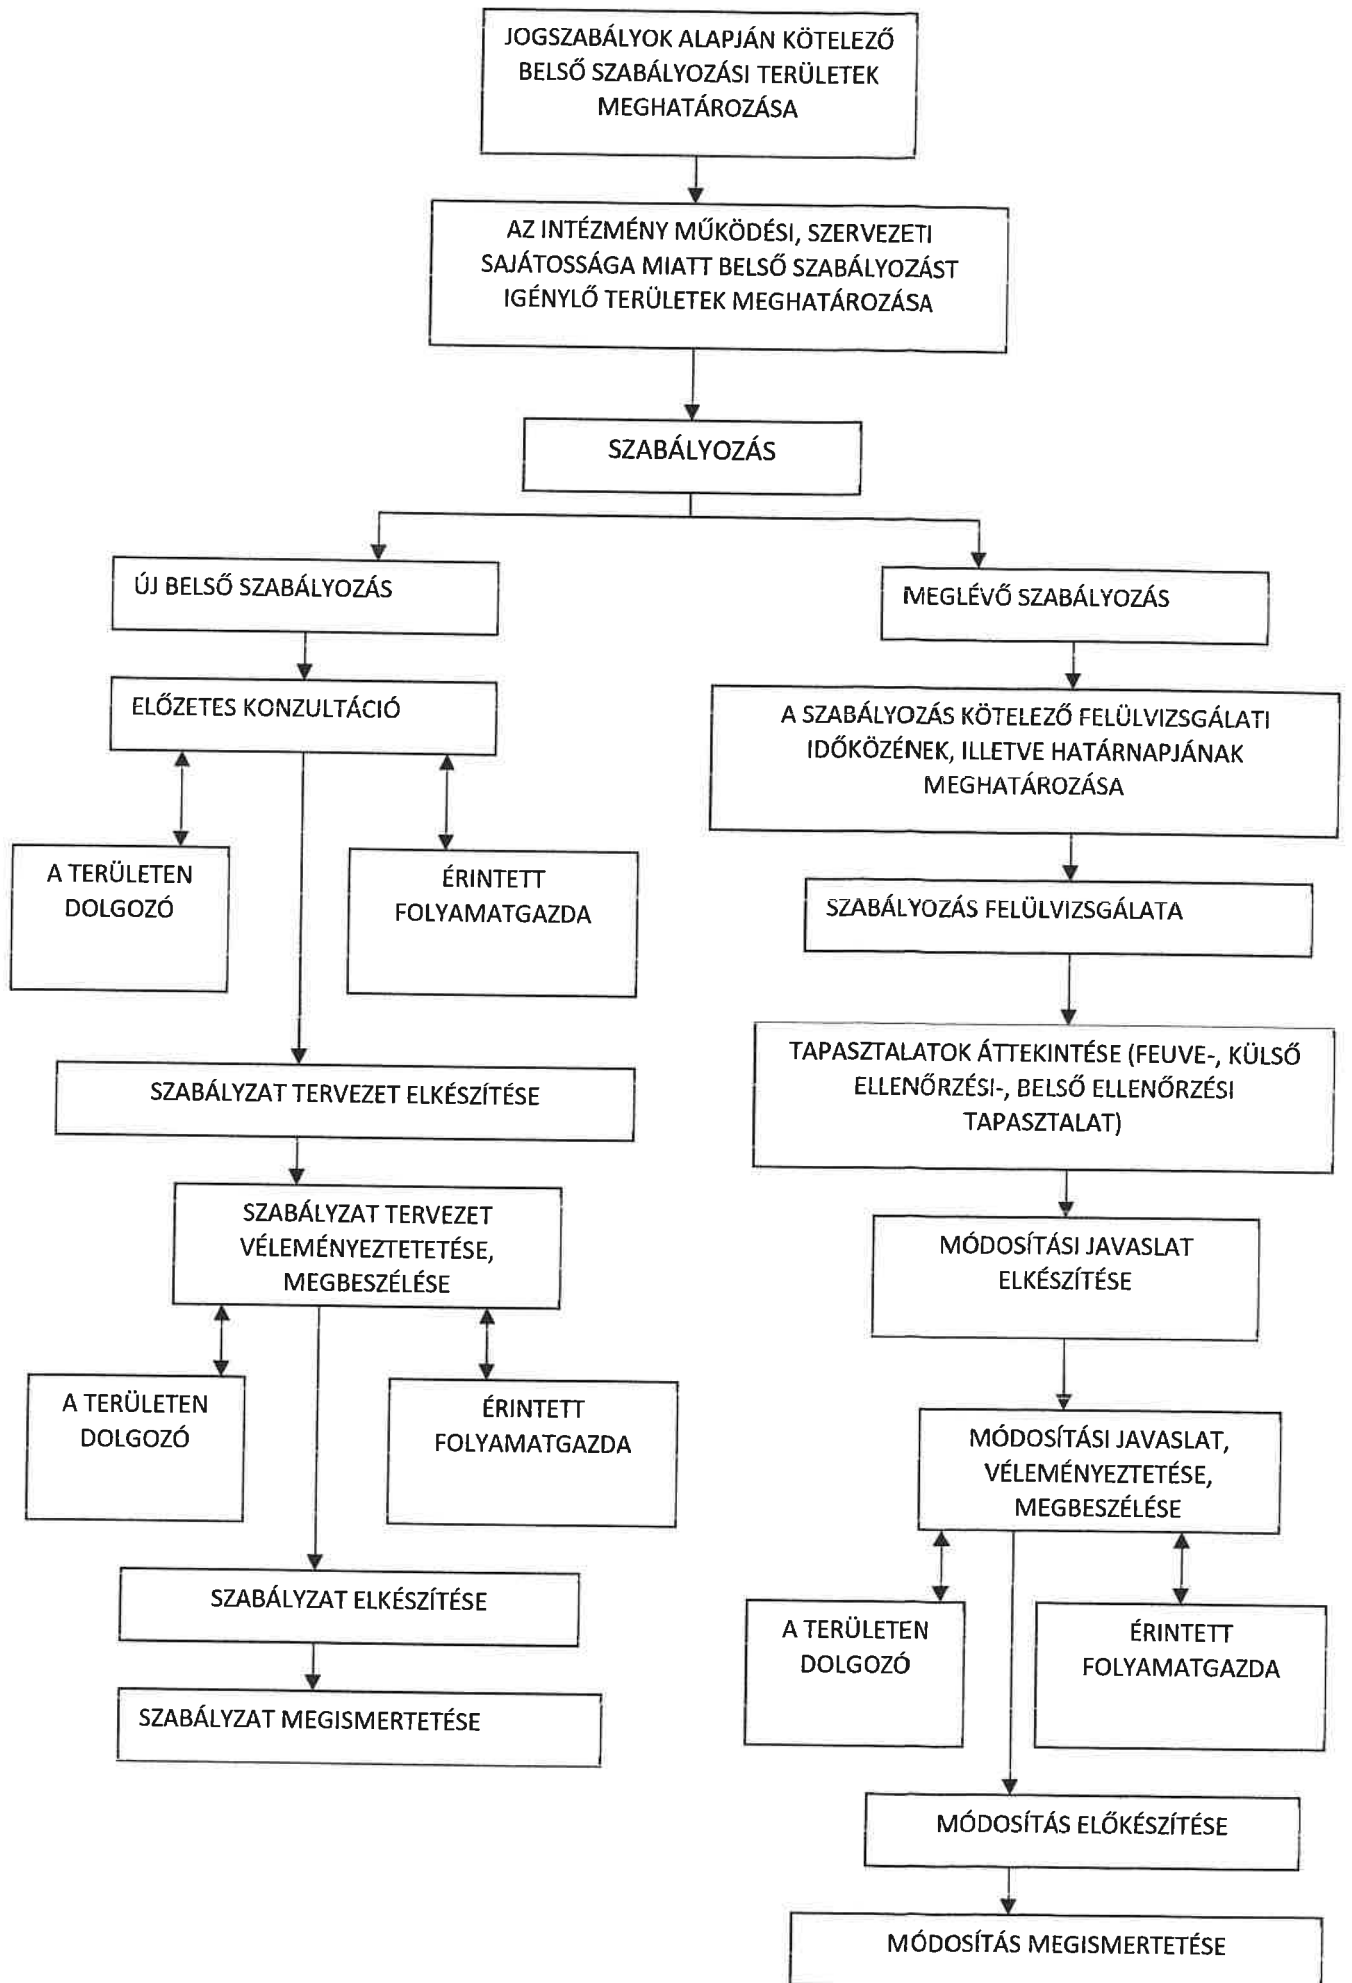 JOGSZABÁLYOK ALAPJÁN KÖTELEZŐ
BELSŐ SZABÁLYOZÁSI TERÜLETEK
MEGHATÁROZÁSA
AZ INTÉZMÉNY MŰKÖDÉSI, SZERVEZETI
SAJÁTOSSÁGA MIATT BELSŐ SZABÁLYOZÁST
IGÉNYLŐ TERÜLETEK MEGHATÁROZÁSA
SZABÁLYOZÁS
ÚJ BELSŐ SZABÁLYOZÁS
ELŐZETES KONZULTÁCIÓ
A TERÜLETEN
DOLGOZÓ
ÉRINTETT
FOLYAMATGAZDA
SZABÁLYZAT TERVEZET ELKÉSZÍTÉSE
SZABÁLYZAT TERVEZET
VÉLEMÉNYEZTETETÉSE,
MEGBESZÉLÉSE
A TERÜLETEN
DOLGOZÓ
ÉRINTETT
FOLYAMATGAZDA
SZABÁLYZAT ELKÉSZÍTÉSE
SZABÁLYZAT MEGISMERTETÉSE
MEGLÉVŐ SZABÁLYOZÁS
A SZABÁLYOZÁS KÖTELEZŐ FELÜLVIZSGÁLATI
IDŐKÖZÉNEK, ILLETVE HATÁRNAPJÁNAK
MEGHATÁROZÁSA
SZABÁLYOZÁS FELÜLVIZSGÁLATA
TAPASZTALATOK ÁTTEKINTÉSE (FEUVE-, KÜLSŐ
ELLENŐRZÉSI-, BELSŐ ELLENŐRZÉSI
TAPASZTALAT)
MÓDOSÍTÁSI JAVASLAT
ELKÉSZÍTÉSE
MÓDOSÍTÁSI JAVASLAT,
VÉLEMÉNYEZTETÉSE,
MEGBESZÉLÉSE
A TERÜLETEN
DOLGOZÓ
ÉRINTETT
FOLYAMATGAZDA
MÓDOSÍTÁS ELŐKÉSZÍTÉSE
MÓDOSÍTÁS MEGISMERTETÉSE